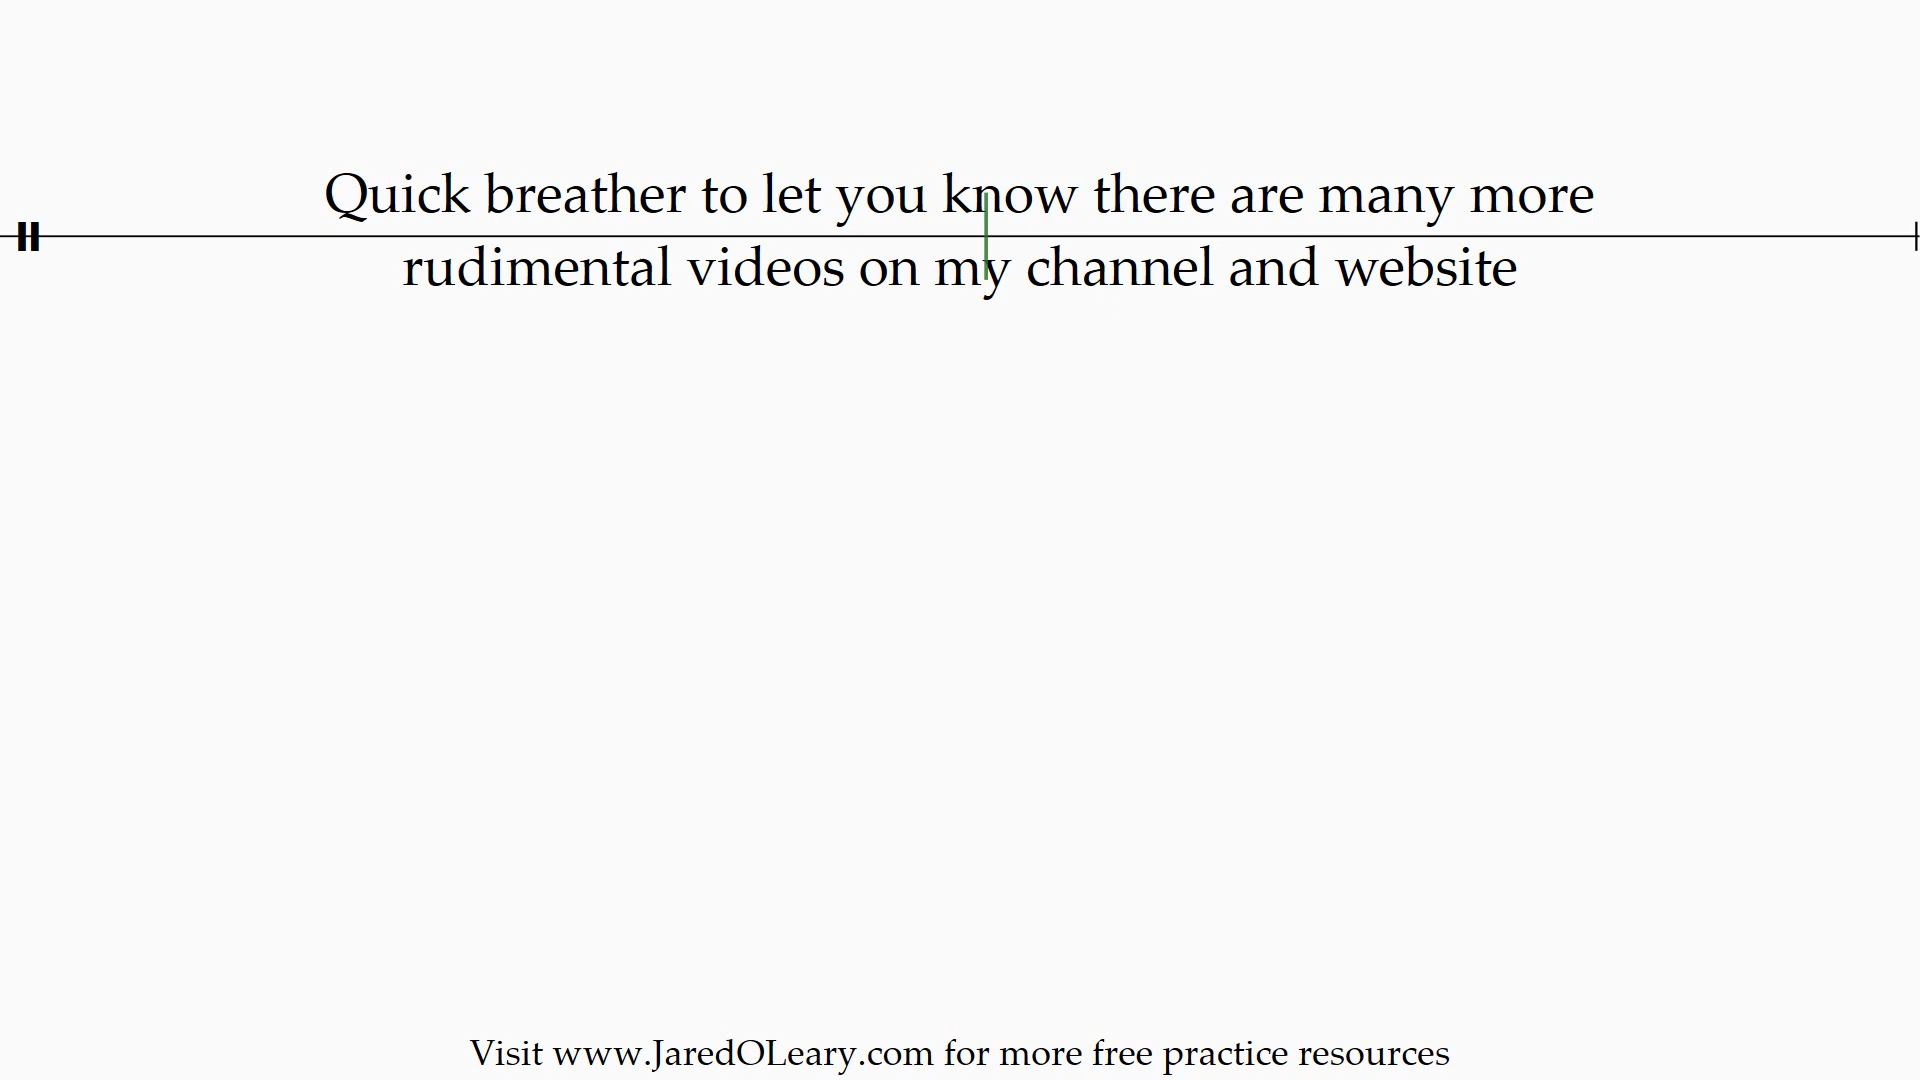 Quick breather to let you know there are many more
rudimental videos on my channel and website
Visit www.JaredOLeary.com for more free practice resources